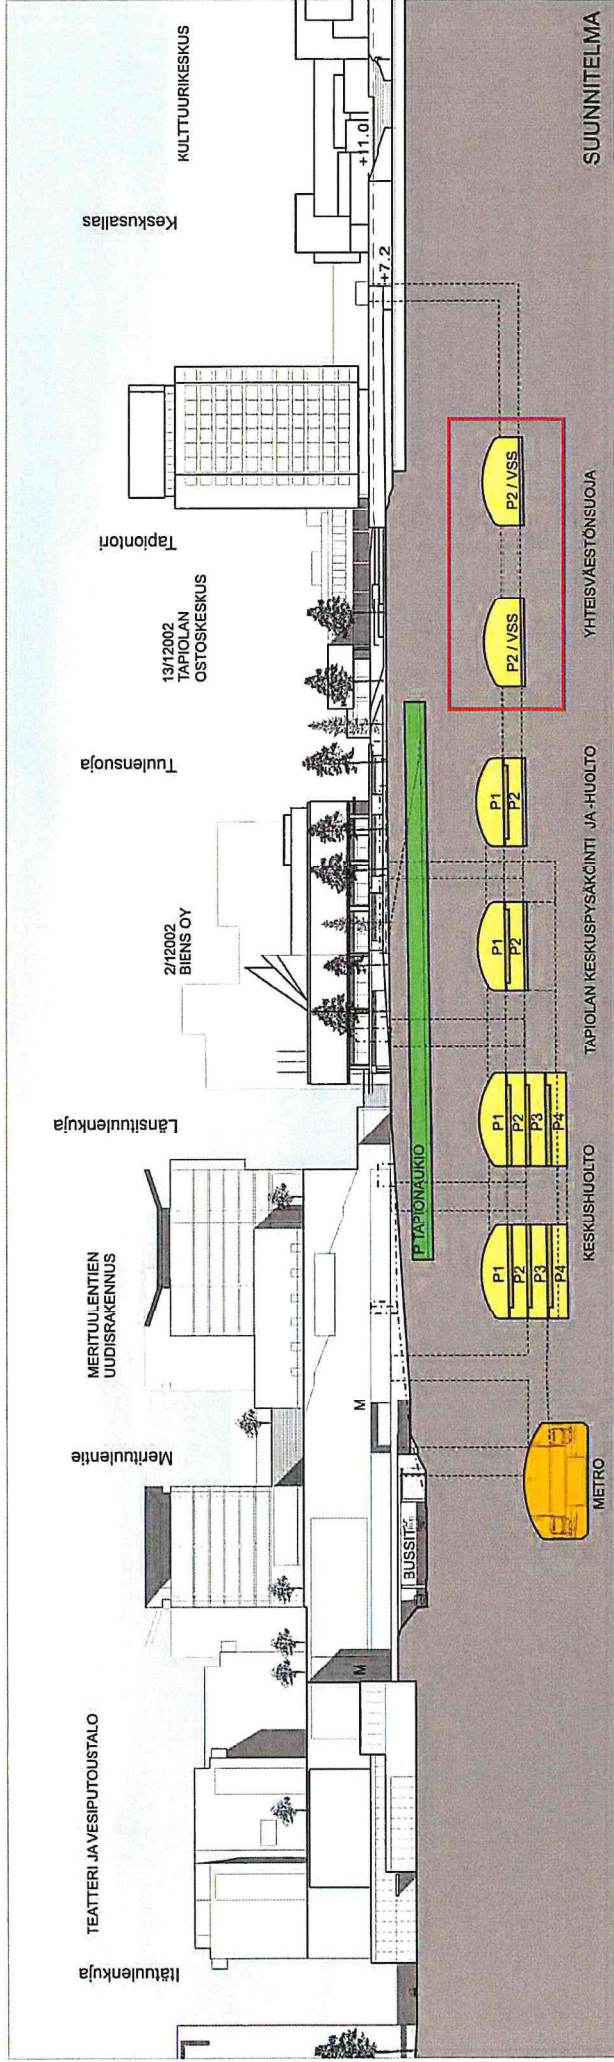 TEATTERI JA VESIPUTOUSTALO
MERITUULENTIEN
UUDISRAKENNUS
2/12002
BIENS OY
13/12002
TAPIOLAN
OSTOSKESKUS
KULTTUURIKESKUS
Itätuulenkuja
Merituulentie
Länsituulenkuja
Tuulensuoja
Tapiontori
Keskusallas
M
M
BUSSIT
+7.2
+11.0
P TAPIONAUKIO
METRO
P1
P2
P3
P4
P1
P2
P3
P4
P1
P2
P1
P2
P2 / VSS
P2 / VSS
KESKUSHUOLTO
TAPIOLAN KESKUSPYSÄKÖINTI JA -HUOLTO
YHTEISVÄESTÖNSUOJA
SUUNNITELMA